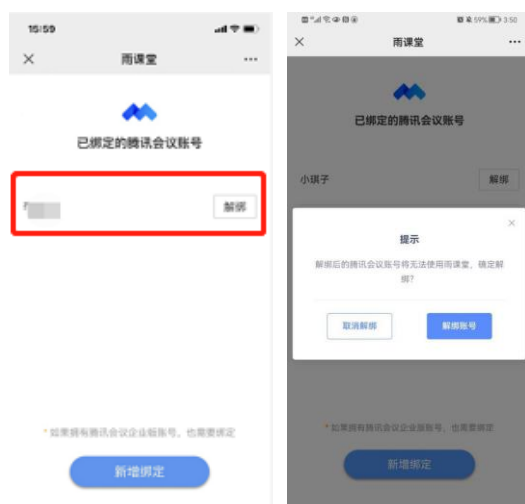 15:59
雨课堂
已绑定的腾讯会议账号
解绑
*如果拥有腾讯会议企业版账号，也需要绑定
新增绑定
59% 3:50
雨课堂
已绑定的腾讯会议账号
小琪子
解绑
提示
解绑后的腾讯会议账号将无法使用雨课堂，确定解
绑？
取消解绑
解绑账号
*如果拥有腾讯会议企业版账号，也需要绑定
新增绑定